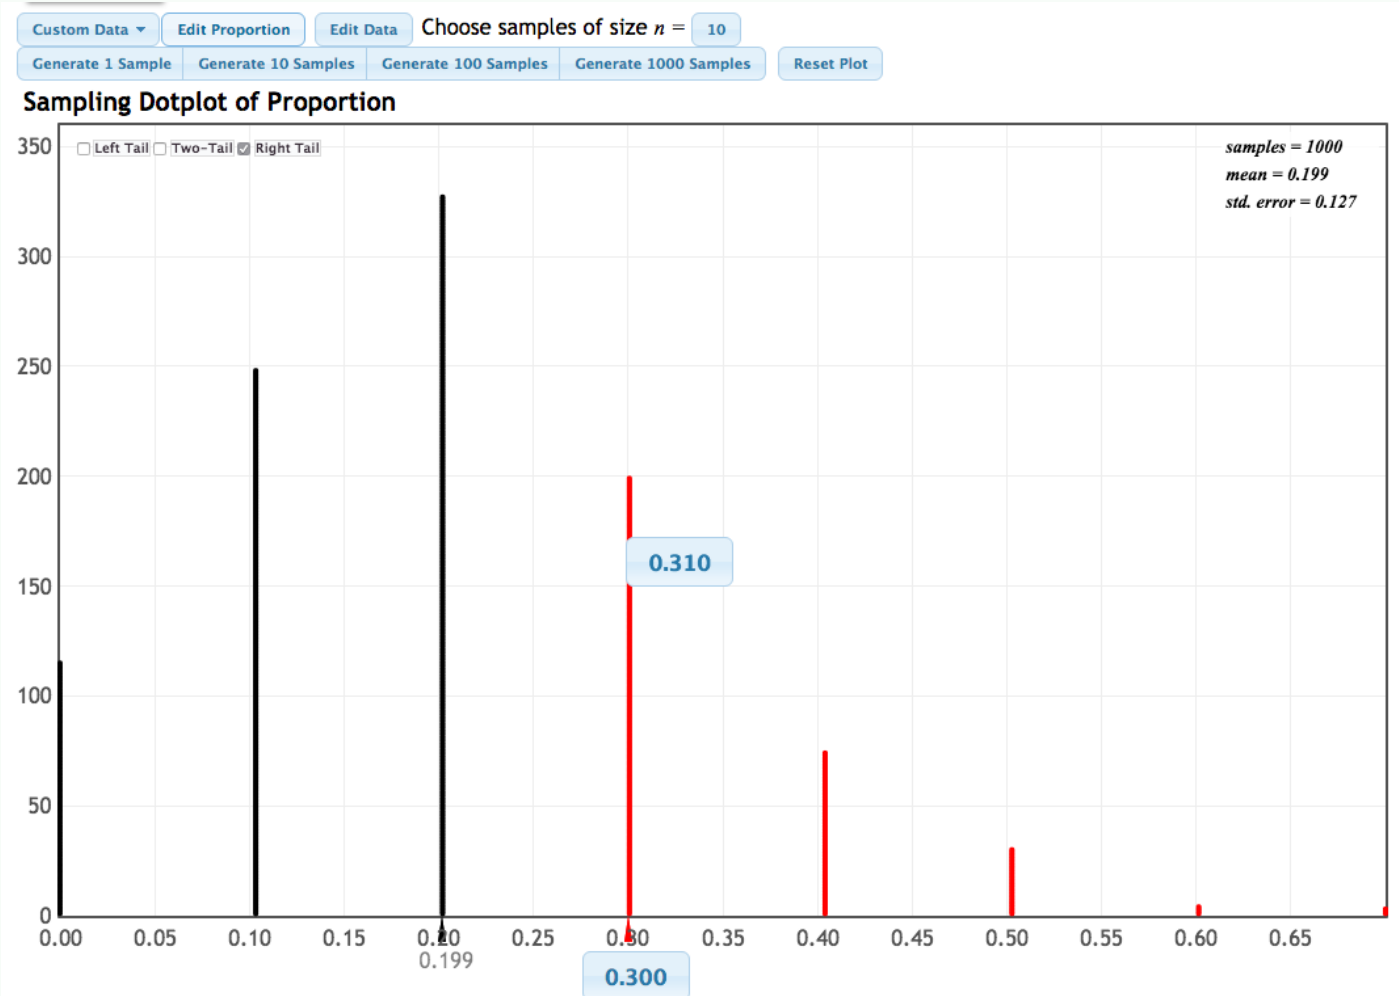 Custom Data Edit Proportion Edit Data Choose samples of size n = 10
Generate 1 Sample Generate 10 Samples Generate 100 Samples Generate 1000 Samples Reset Plot
Sampling Dotplot of Proportion
350
Left Tail Two-Tail Right Tail
samples = 1000
mean = 0.199
std. error = 0.127
300
250
200
0.310
150
100
50
0
0.00 0.05 0.10 0.15 0.20 0.25 0.30 0.35 0.40 0.45 0.50 0.55 0.60 0.65
0.199
0.300